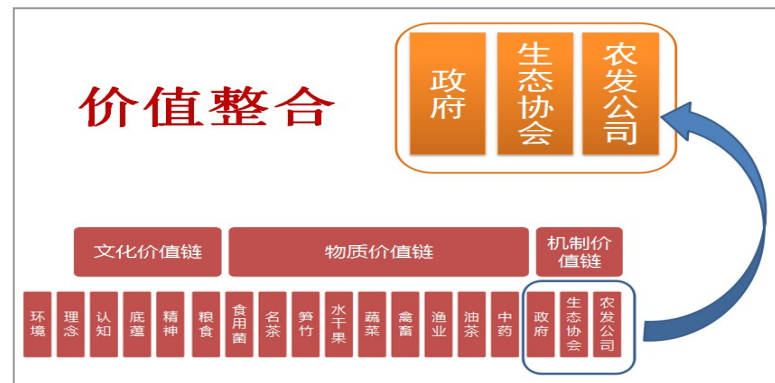 价值整合
政府
生态协会
农发公司
文化价值链
物质价值链
机制价
值链
环境
理念
认知
底蕴
精神
粮食
食用菌
名茶
笋竹
水干果
蔬菜
禽畜
渔业
油茶
中药
政府
生态协会
农发公司